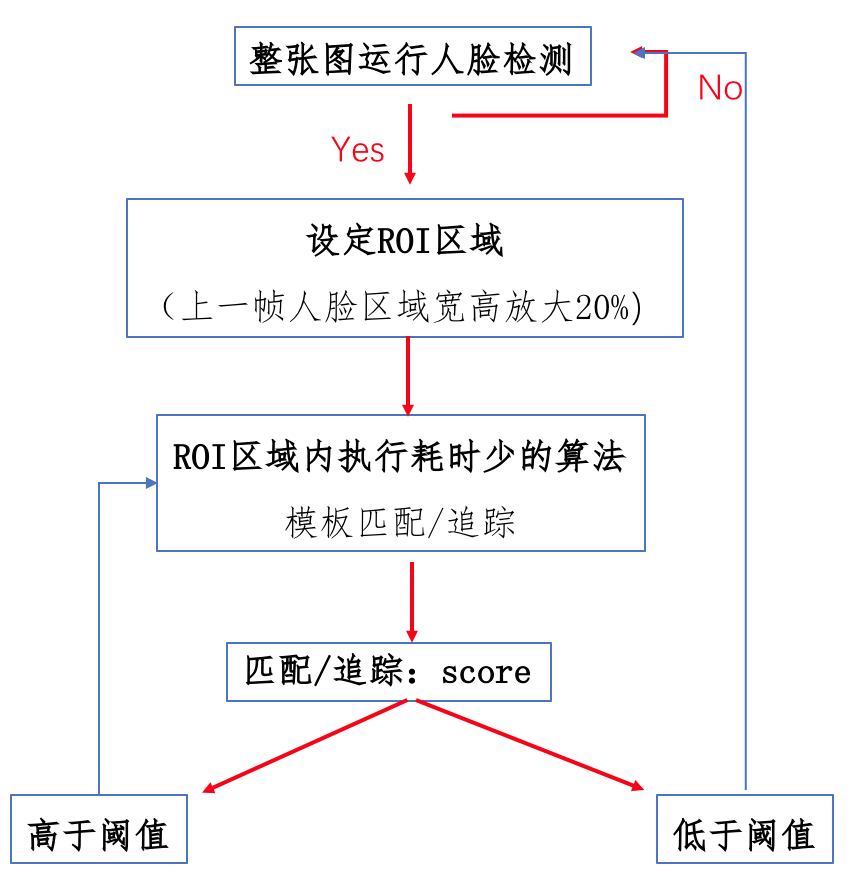 整张图运行人脸检测
No
Yes
设定ROI区域
（上一帧人脸区域宽高放大20%)
ROI区域内执行耗时少的算法
模板匹配/追踪
匹配/追踪：score
高于阈值
低于阈值